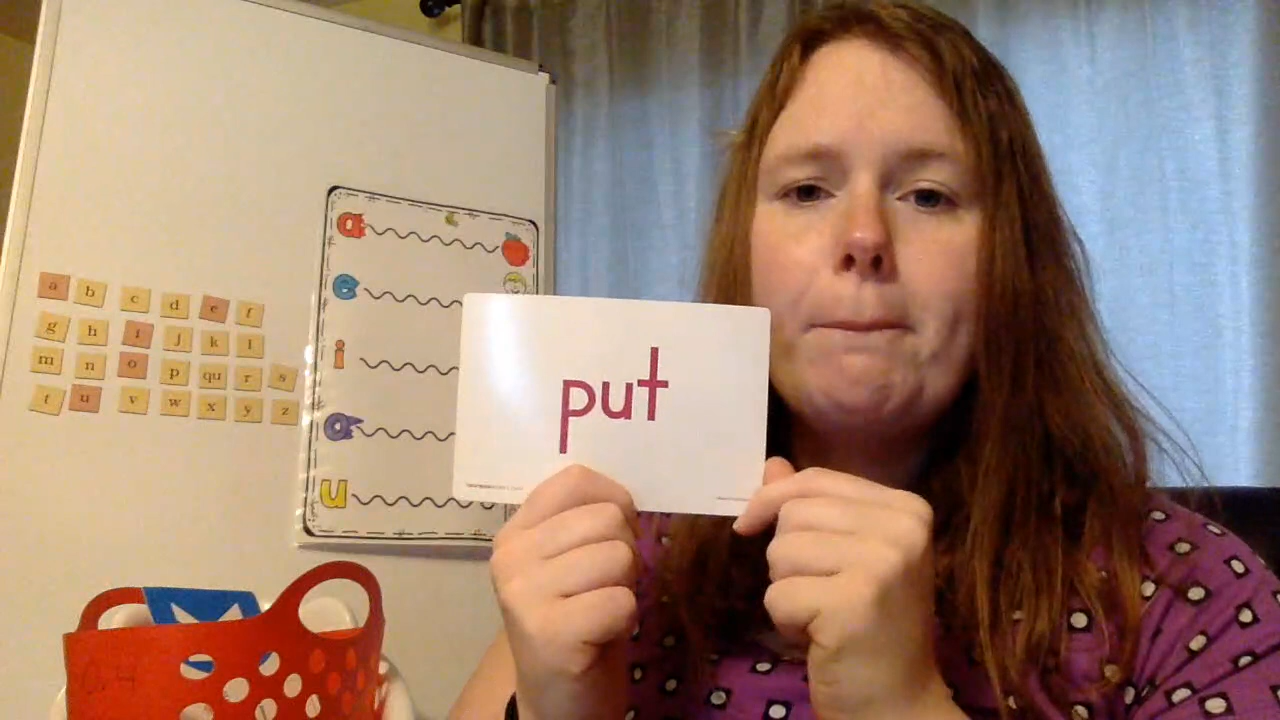 a b c d e f
g h i j k l
m n o p qu r s
t u v w x y z
a
e
i
o
u
put